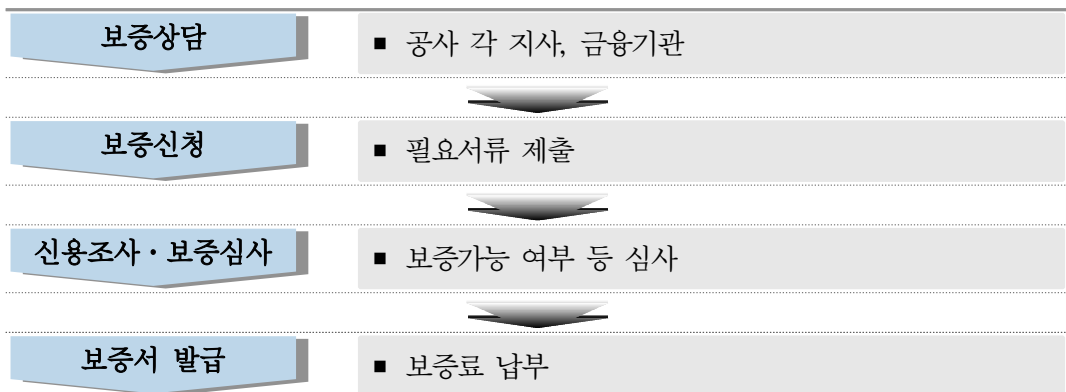 보증상담
▪ 공사 각 지사, 금융기관
보증신청
▪ 필요서류 제출
신용조사・보증심사
▪ 보증가능 여부 등 심사
보증서 발급
▪ 보증료 납부